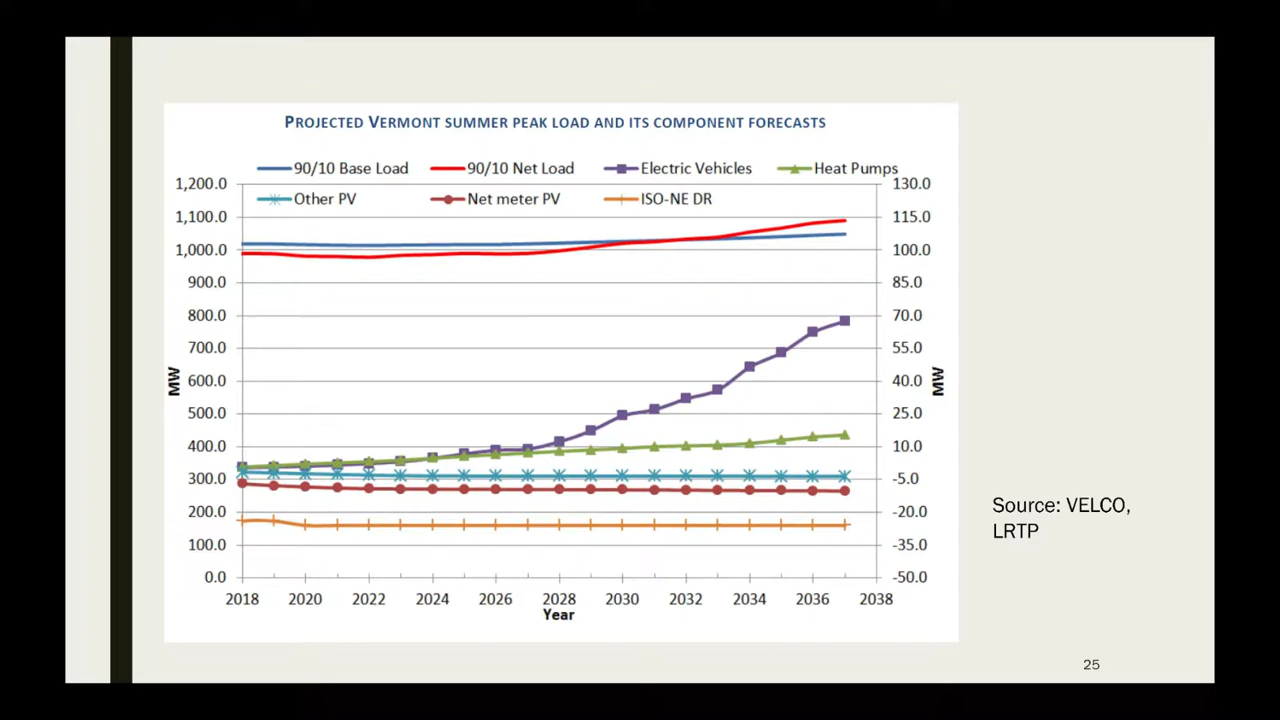 PROJECTED VERMONT SUMMER PEAK LOAD AND ITS COMPONENT FORECASTS
90/10 Base Load 90/10 Net Load Electric Vehicles Heat Pumps
1,200.0 130.0
Other PV Net meter PV ISO-NE DR
1,100.0 115.0
1,000.0 100.0
900.0 85.0
800.0 70.0
700.0 55.0
MW MW
600.0 40.0
500.0 25.0
400.0 10.0
300.0 -5.0
200.0 -20.0
100.0 -35.0
0.0 -50.0
2018 2020 2022 2024 2026 2028 2030 2032 2034 2036 2038
Year
Source: VELCO,
LRTP
25